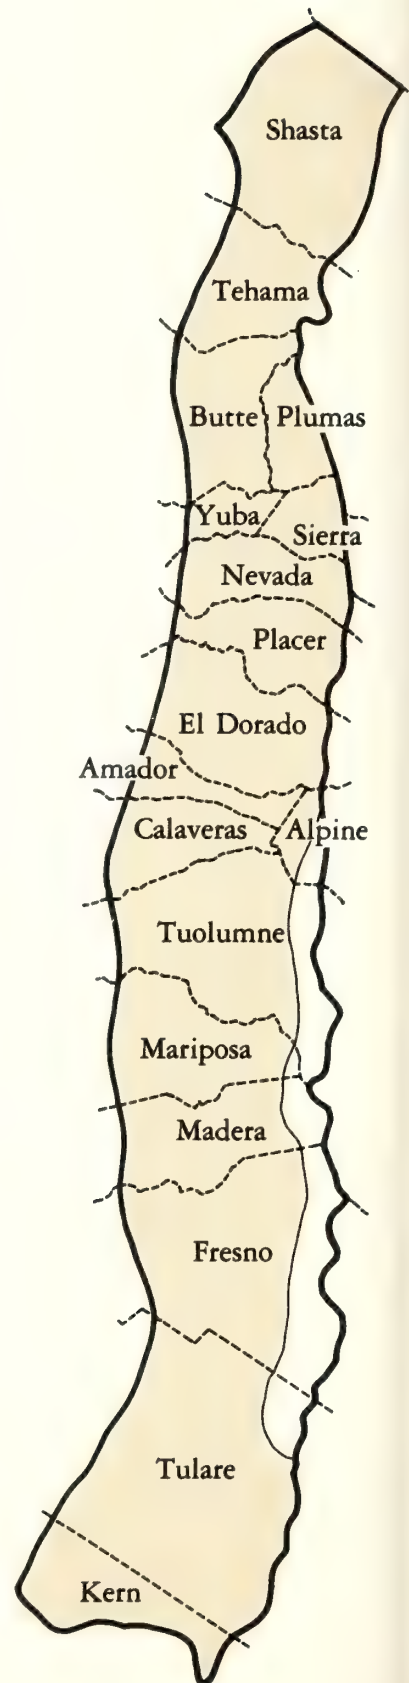 Shasta
Tehama
Butte Plumas
Yuba
Sierra
Nevada
Placer
El Dorado
Amador
Calaveras Alpine
Tuolumne
Mariposa
Madera
Fresno
Tulare
Kern